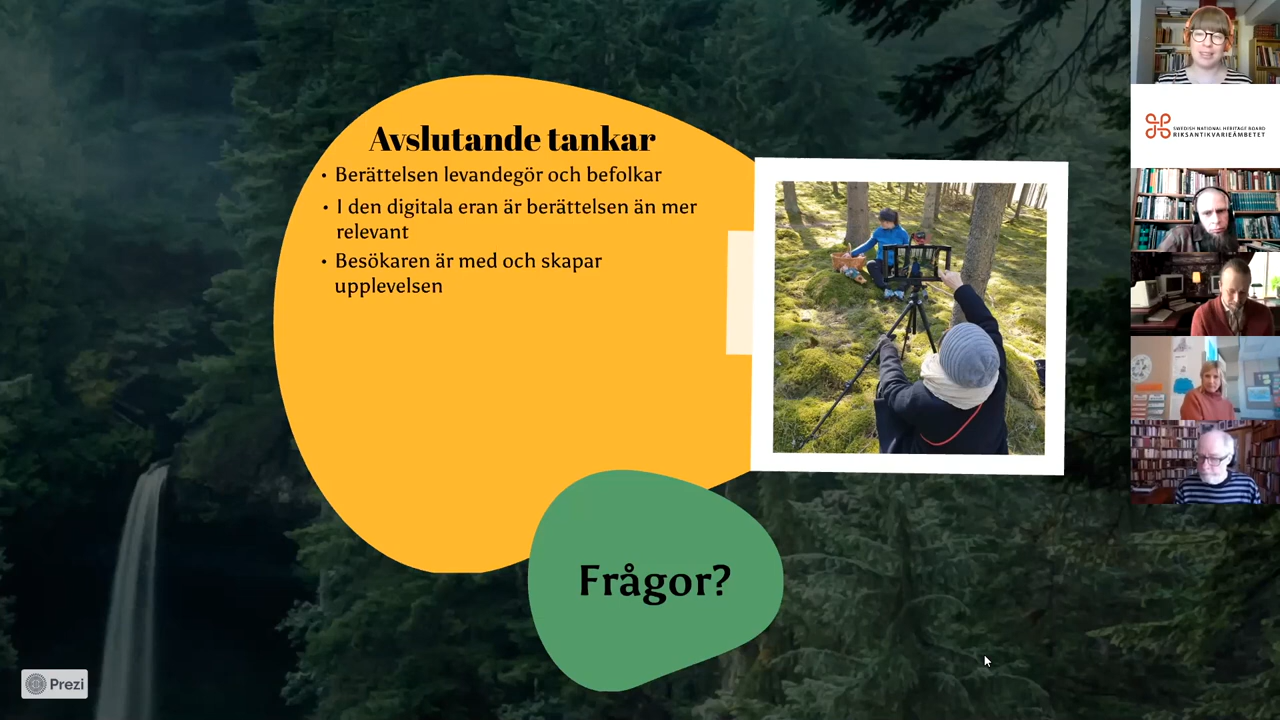 Avslutande tankar
• Berättelsen levandegör och befolkar
• I den digitala eran är berättelsen än mer
relevant
• Besökaren är med och skapar
upplevelsen
Frågor?
Prezi
SWEDISH NATIONAL HERITAGE BOARD
RIKSANTIKVARIEÄMBETET